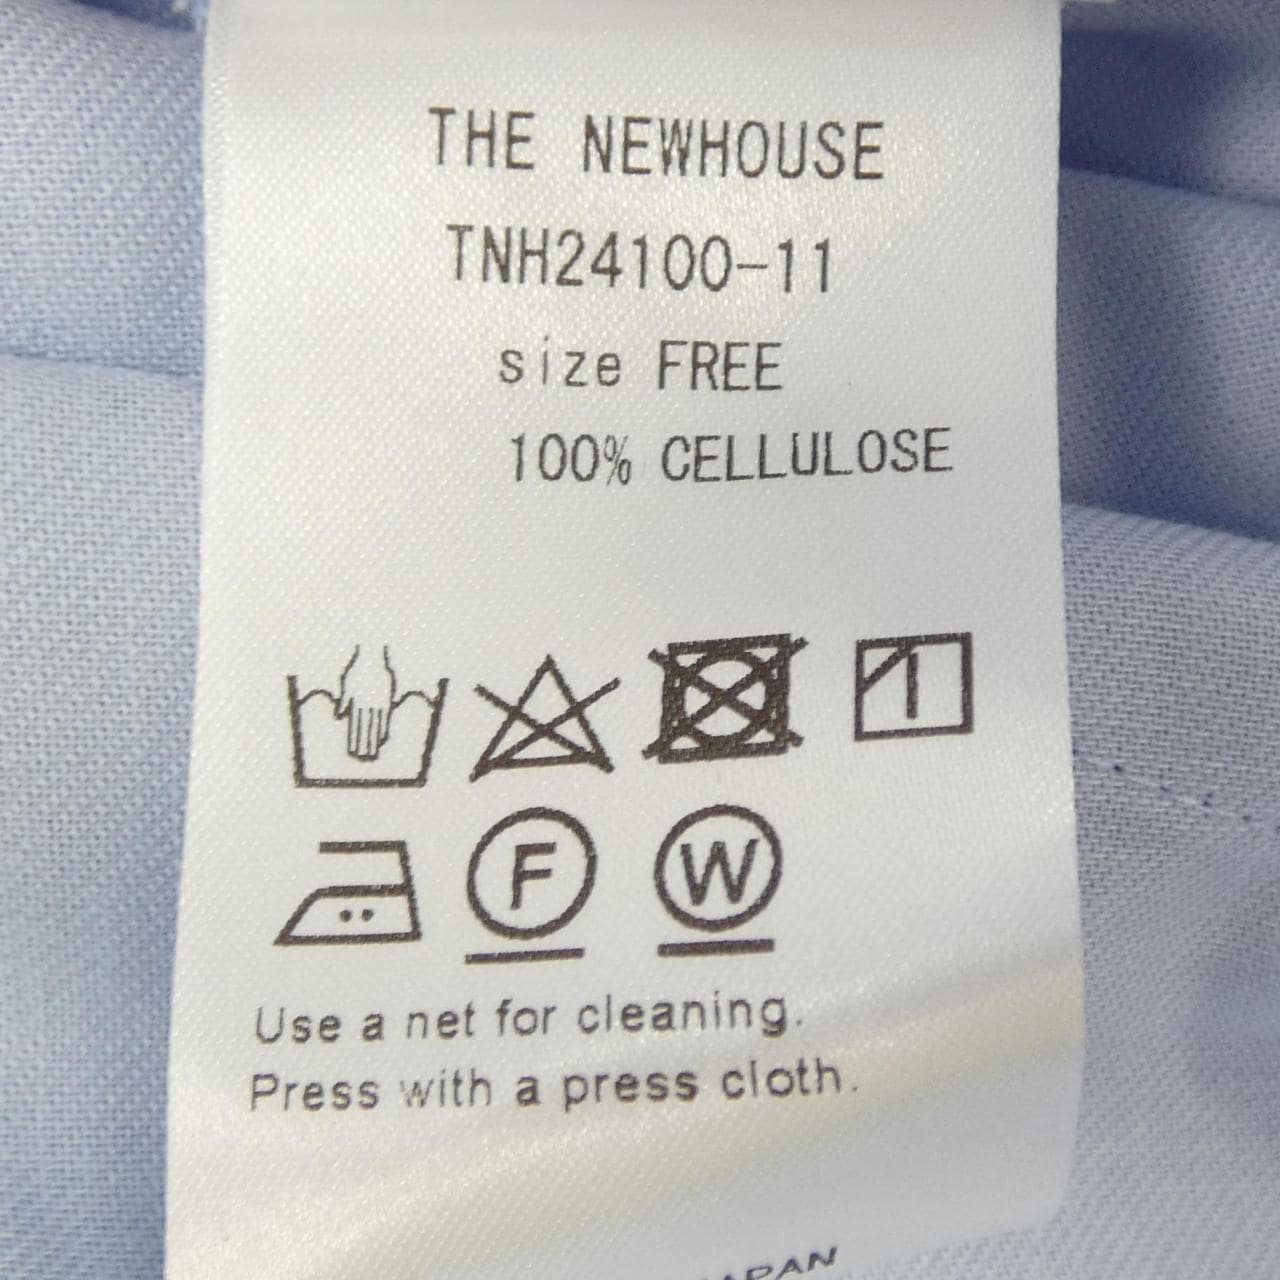 THE NEWHOUSE
TNH24100-11
size FREE
100% CELLULOSE
F W
Use a net for cleaning.
Press with a press cloth.